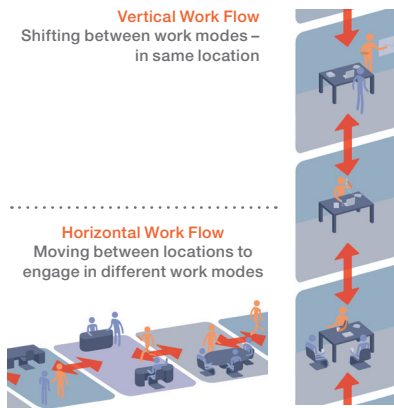 Vertical Work Flow
Shifting between work modes –
in same location
Horizontal Work Flow
Moving between locations to
engage in different work modes